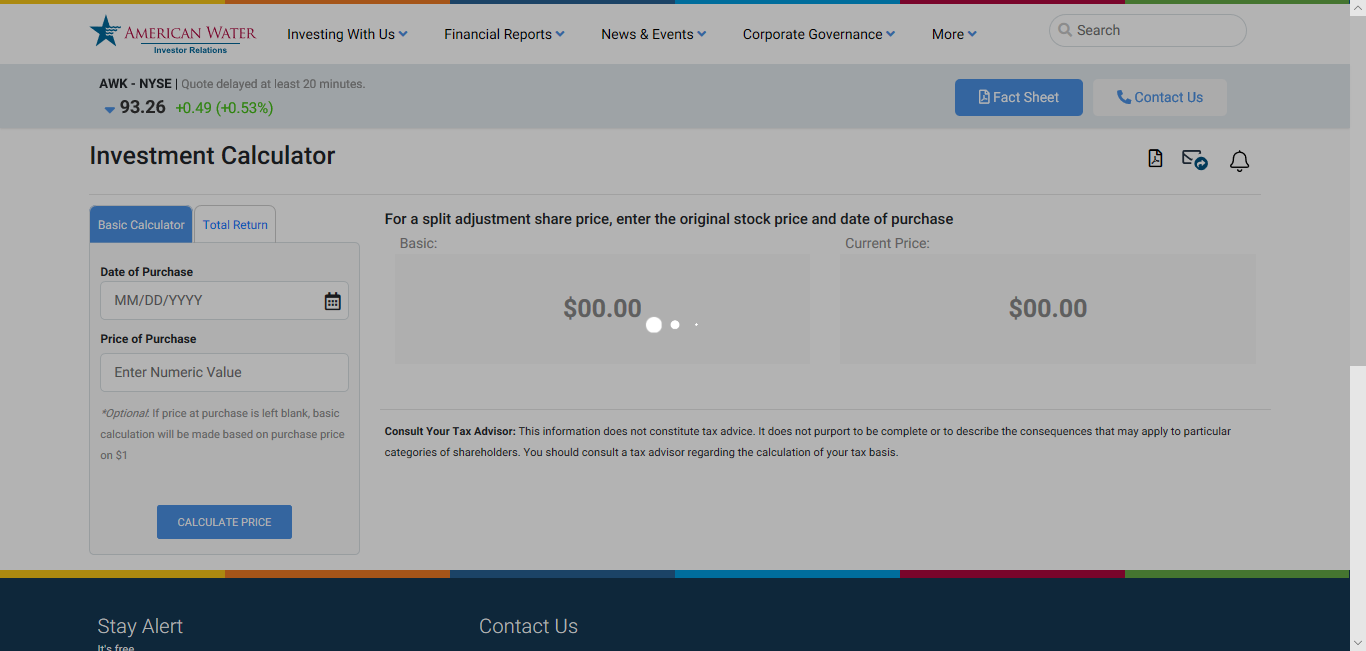 AMERICAN WATER
Investor Relations
Investing With Us
Financial Reports
News & Events
Corporate Governance
More
Search
AWK - NYSE | Quote delayed at least 20 minutes.
93.26 +0.49 (+0.53%)
Fact Sheet
Contact Us
Investment Calculator
Basic Calculator
Total Return
Date of Purchase
MM/DD/YYYY
Price of Purchase
Enter Numeric Value
*Optional: If price at purchase is left blank, basic
calculation will be made based on purchase price
on $1
CALCULATE PRICE
For a split adjustment share price, enter the original stock price and date of purchase
Basic:
Current Price:
$00.00
$00.00
Consult Your Tax Advisor: This information does not constitute tax advice. It does not purport to be complete or to describe the consequences that may apply to particular
categories of shareholders. You should consult a tax advisor regarding the calculation of your tax basis.
Stay Alert
Contact Us
It's free